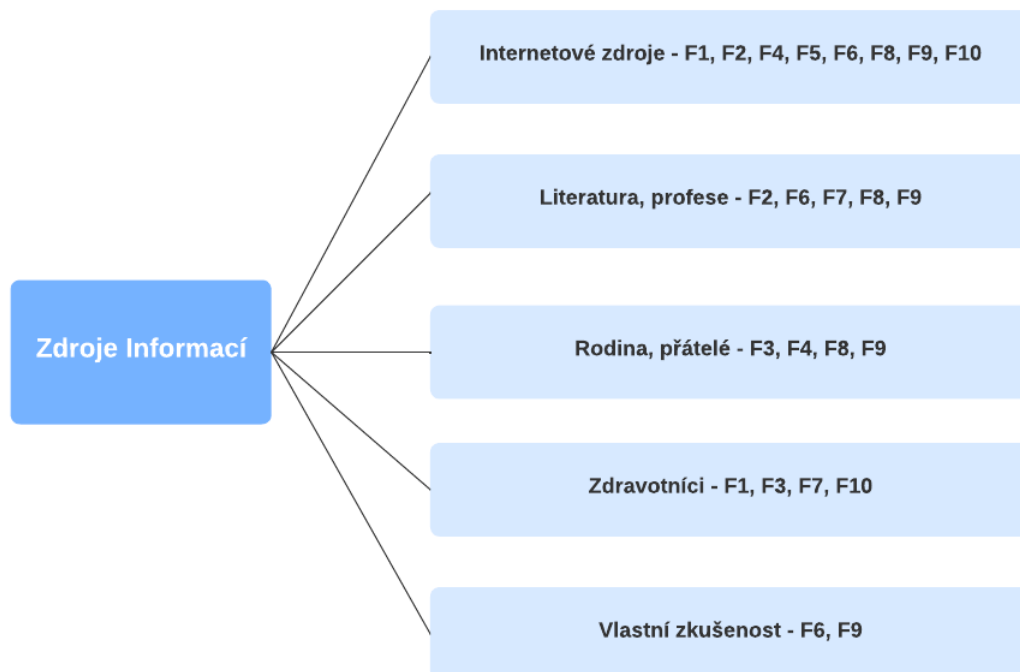 Internetové zdroje - F1, F2, F4, F5, F6, F8, F9, F10
Literatura, profese - F2, F6, F7, F8, F9
Zdroje Informací
Rodina, přátelé - F3, F4, F8, F9
Zdravotníci - F1, F3, F7, F10
Vlastní zkušenost - F6, F9